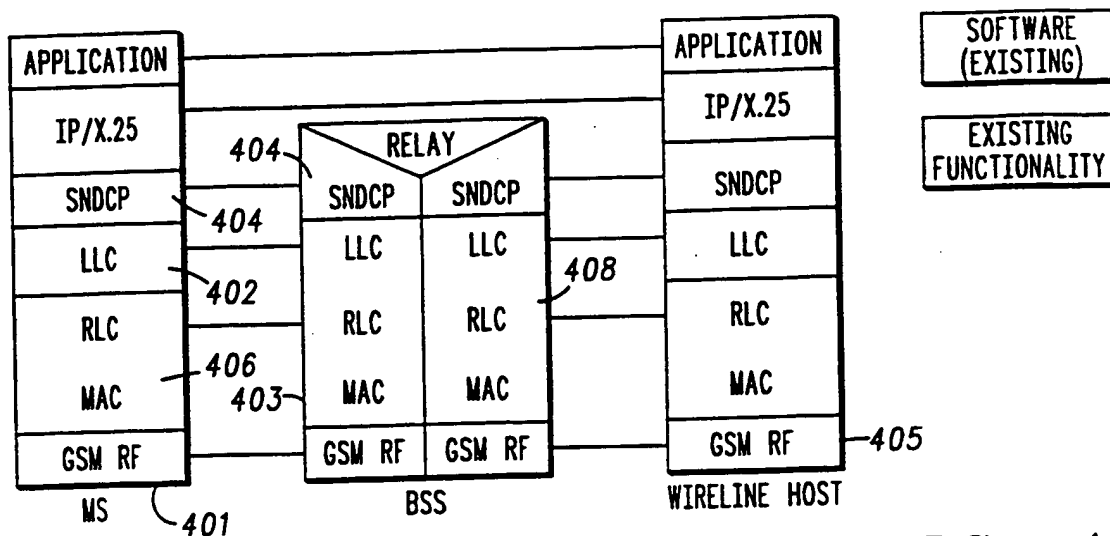 APPLICATION
IP/X.25
SNDCP
404
LLC
402
RLC
406
MAC
GSM RF
MS
401
RELAY
404
SNDCP
SNDCP
LLC
LLC
408
RLC
RLC
403
MAC
MAC
GSM RF
GSM RF
BSS
APPLICATION
IP/X.25
SNDCP
LLC
RLC
MAC
GSM RF
405
WIRELINE HOST
SOFTWARE
(EXISTING)
EXISTING
FUNCTIONALITY